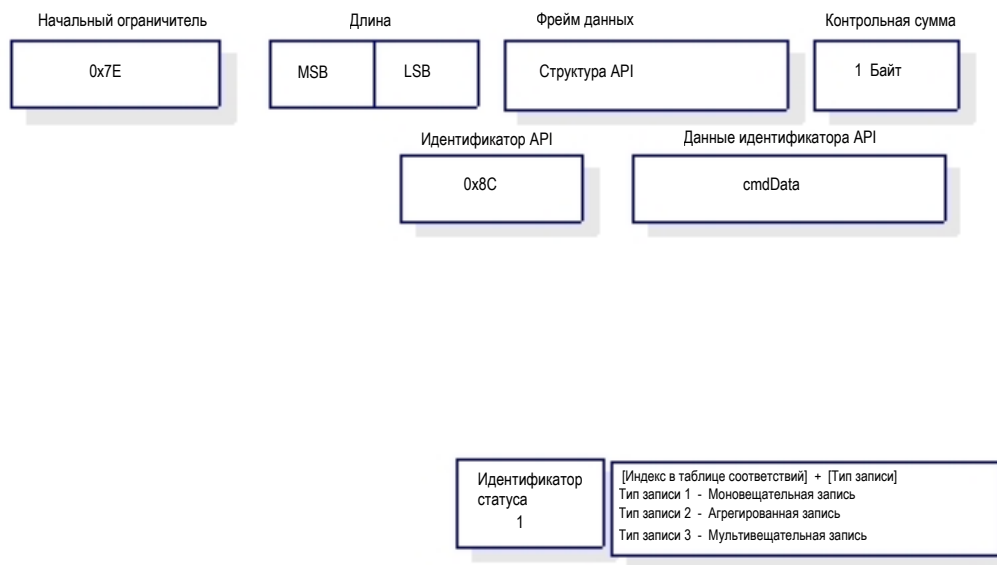 Начальный ограничитель
Длина
Фрейм данных
Контрольная сумма
0x7E
MSB
LSB
Структура API
1 Байт
Идентификатор API
Данные идентификатора API
0x8C
cmdData
Идентификатор
статуса
1
[Индекс в таблице соответствий] + [Тип записи]
Тип записи 1 - Моновещательная запись
Тип записи 2 - Агрегированная запись
Тип записи 3 - Мультивещательная запись